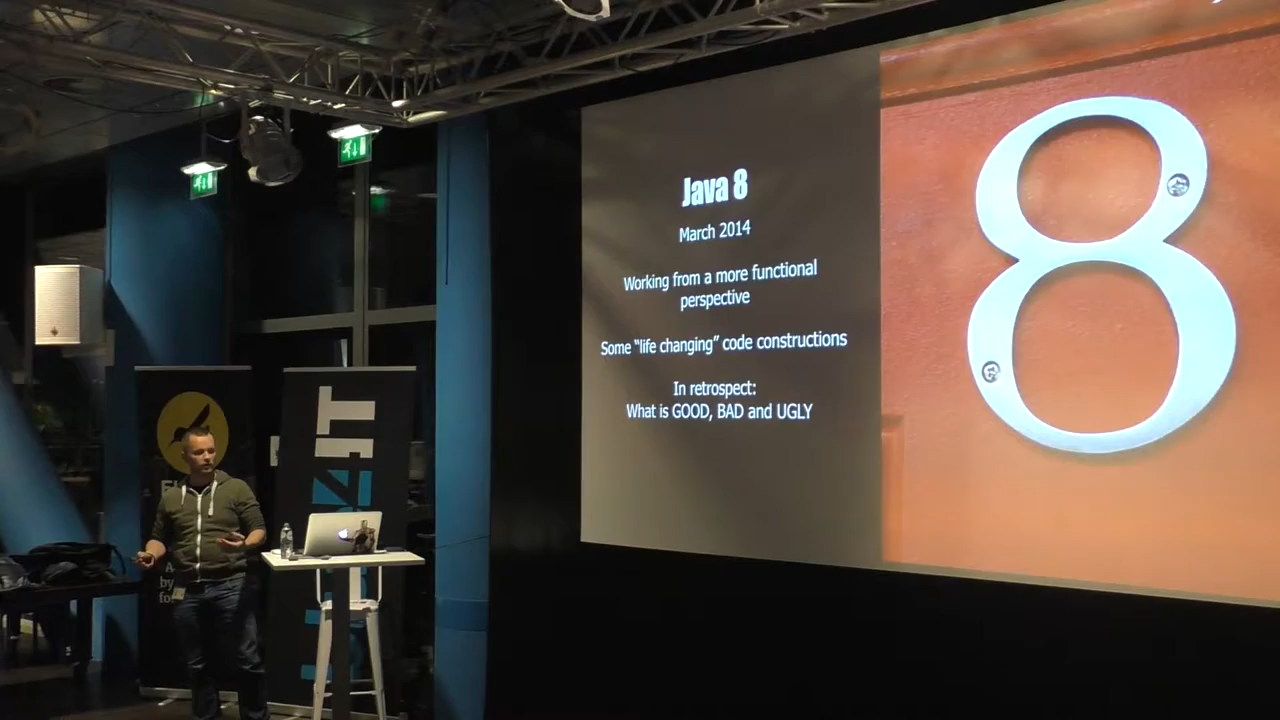 Java 8
March 2014
Working from a more functional
perspective
Some “life changing” code constructions
In retrospect:
What is GOOD, BAD and UGLY
8
IT